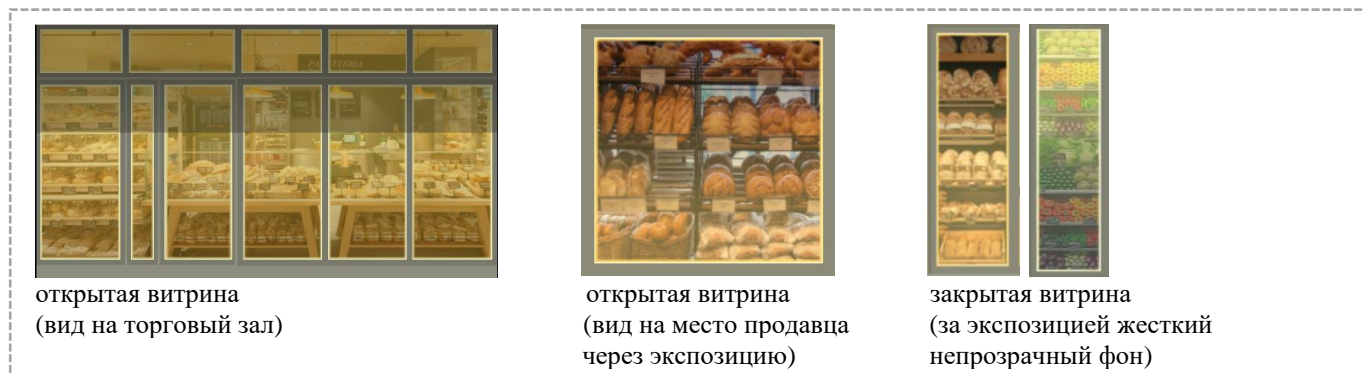 открытая витрина
(вид на торговый зал)
открытая витрина
(вид на место продавца
через экспозицию)
закрытая витрина
(за экспозицией жесткий
непрозрачный фон)